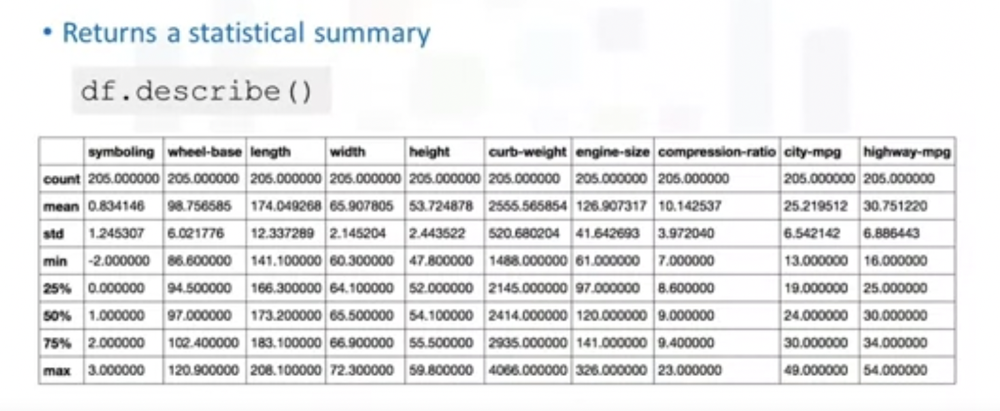 • Returns a statistical summary
df.describe()
symboling wheel-base length width height curb-weight engine-size compression-ratio city-mpg highway-mpg
count 205.000000 205.000000 205.000000 205.000000 205.000000 205.000000 205.000000 205.000000 205.000000 205.000000
mean 0.834146 98.756585 174.049268 65.907805 53.724878 2555.565854 126.907317 10.142537 25.219512 30.751220
std 1.245307 6.021776 12.337289 2.145204 2.443522 520.680204 41.642693 3.972040 6.542142 6.886443
min -2.000000 86.600000 141.100000 60.300000 47.800000 1488.000000 61.000000 7.000000 13.000000 16.000000
25% 0.000000 94.500000 166.300000 64.100000 52.000000 2145.000000 97.000000 8.600000 19.000000 25.000000
50% 1.000000 97.000000 173.200000 65.500000 54.100000 2414.000000 120.000000 9.000000 24.000000 30.000000
75% 2.000000 102.400000 183.100000 66.900000 55.500000 2935.000000 141.000000 9.400000 30.000000 34.000000
max 3.000000 120.900000 208.100000 72.300000 59.800000 4066.000000 326.000000 23.000000 49.000000 54.000000